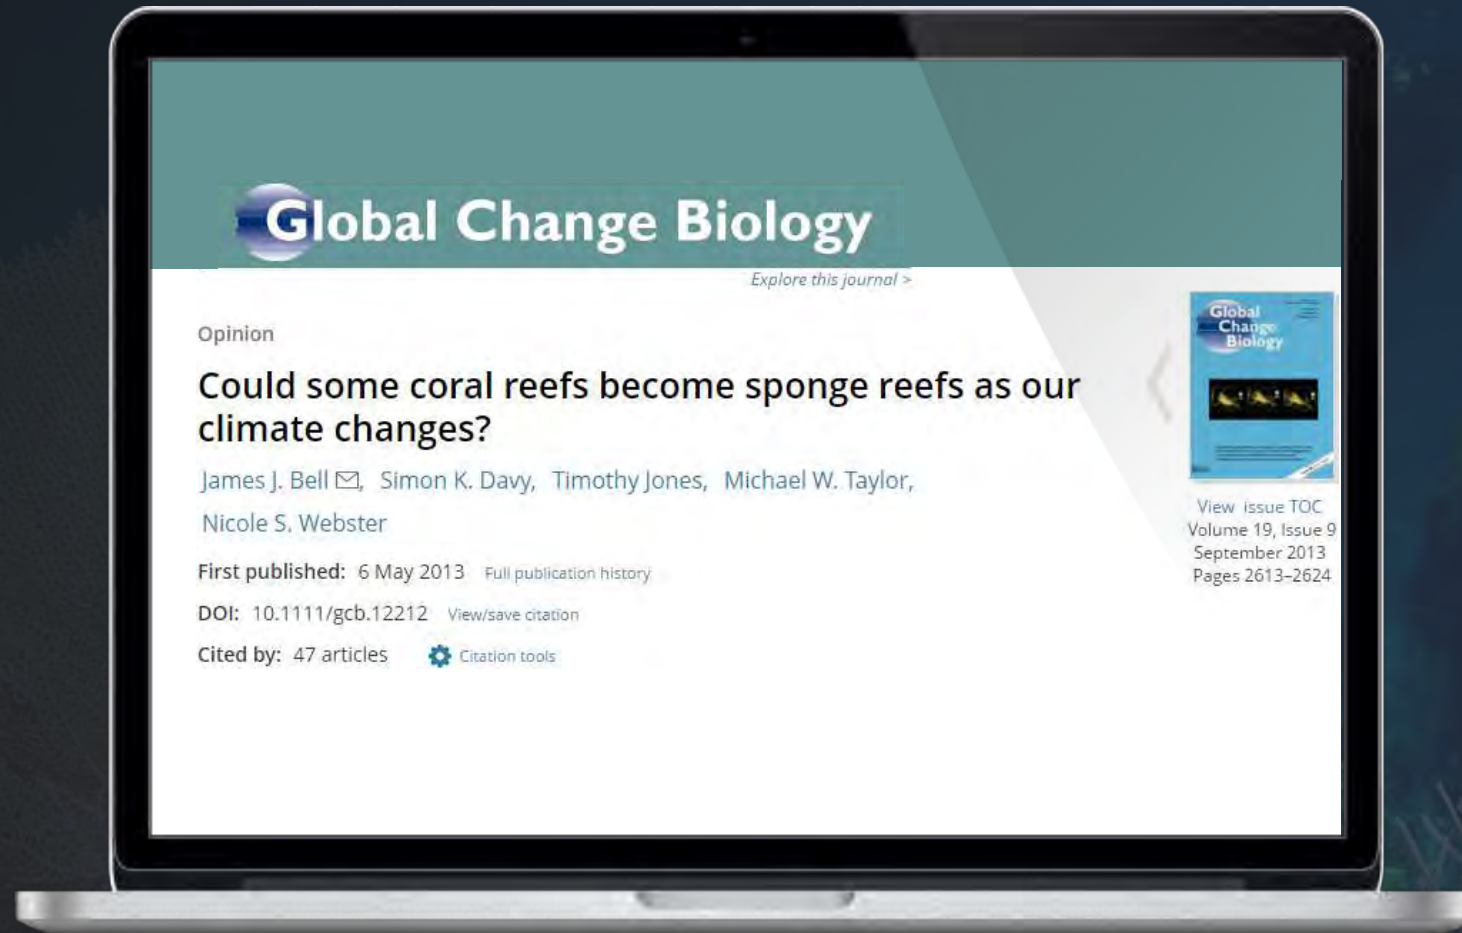 Global Change Biology
Explore this journal >
Opinion
Could some coral reefs become sponge reefs as our
climate changes?
James J. Bell, Simon K. Davy, Timothy Jones, Michael W. Taylor,
Nicole S. Webster
First published: 6 May 2013 Full publication history
DOI: 10.1111/gcb.12212 View/save citation
Cited by: 47 articles Citation tools
Global
Change
Biology
View issue TOC
Volume 19, Issue 9
September 2013
Pages 2613–2624